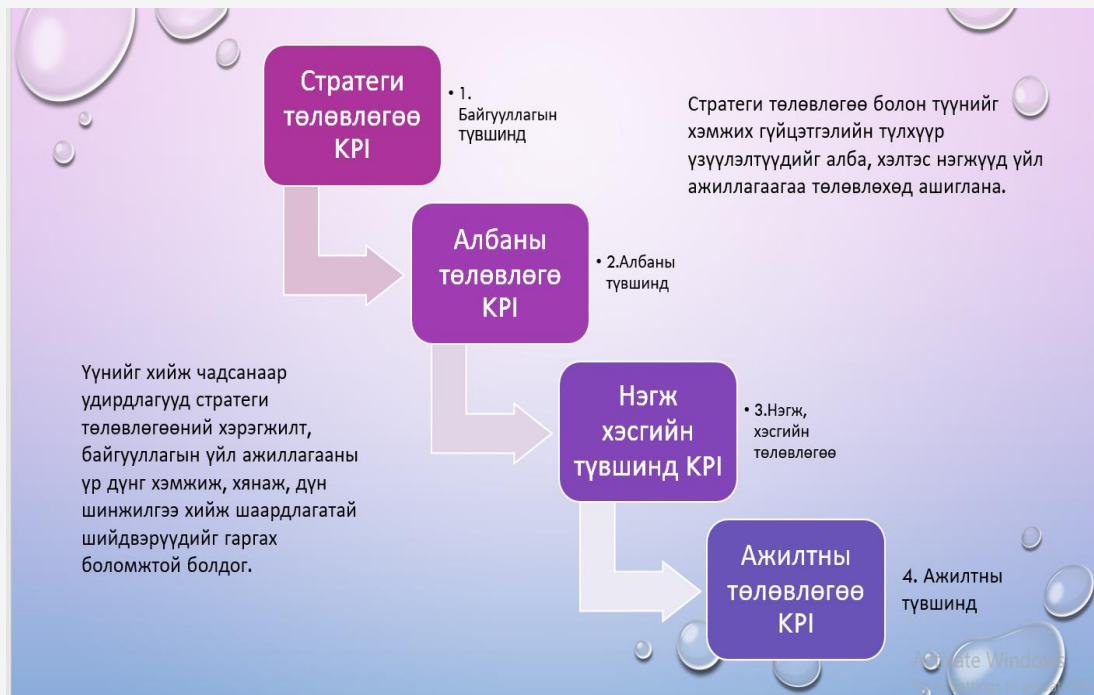 Стратеги
төлөвлөгөө
KPI
• 1.
Байгууллагын
түвшинд
Стратеги төлөвлөгөө болон түүнийг
хэмжих гүйцэтгэлийн түлхүүр
үзүүлэлтүүдийг алба, хэлтэс нэгжүүд үйл
ажиллагаагаа төлөвлөхөд ашиглана.
Албаны
төлөвлөгө
KPI
• 2.Албаны
түвшинд
Үүнийг хийж чадсанаар
удирдлагууд стратеги
төлөвлөгөөний хэрэгжилт,
байгууллагын үйл ажиллагааны
үр дүнг хэмжиж, хянаж, дүн
шинжилгээ хийж шаардлагатай
шийдвэрүүдийг гаргах
боломжтой болдог.
Нэгж
хэсгийн
түвшинд KPI
• 3.Нэгж,
хэсгийн
төлөвлөгөө
Ажилтны
төлөвлөгөө
KPI
4. Ажилтны
түвшинд
Activate Windows